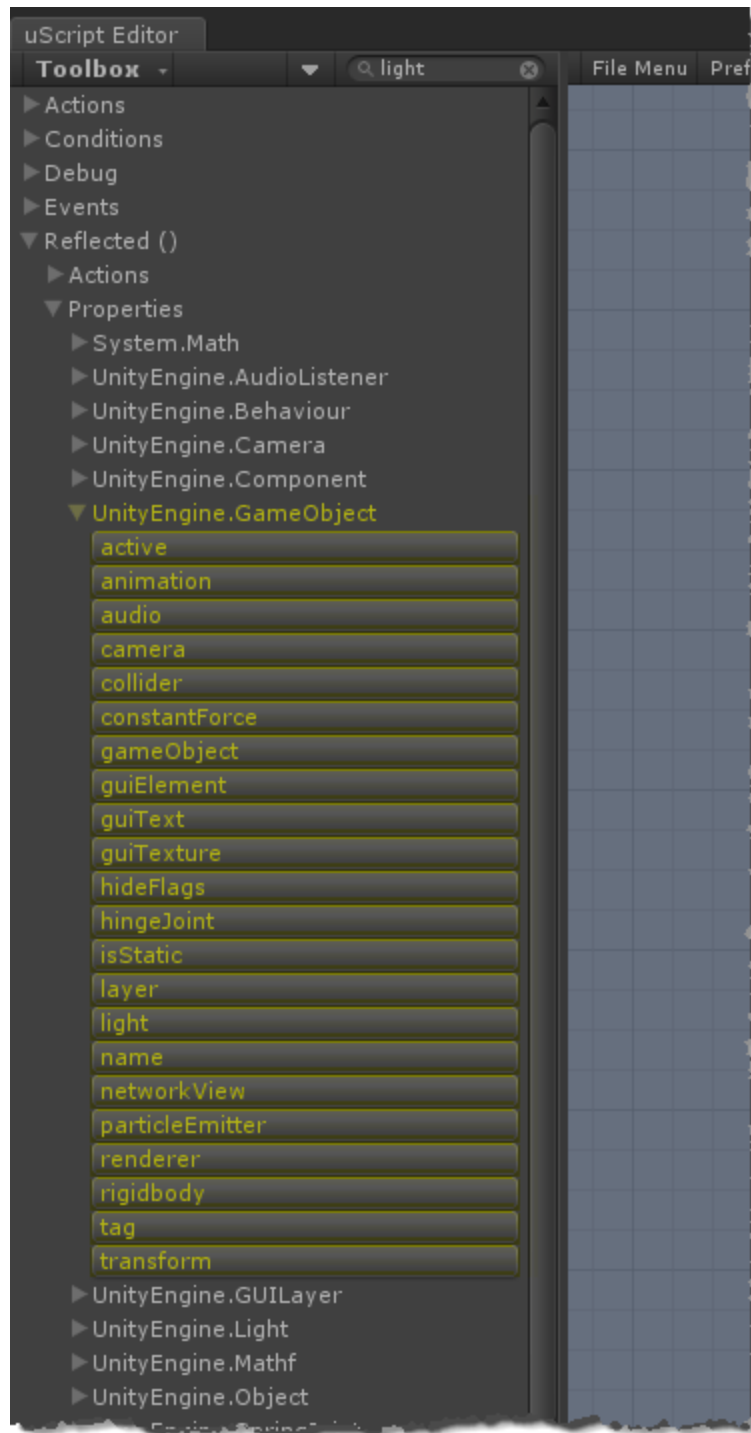 uScript Editor
Toolbox light File Menu Pref
Actions
Conditions
Debug
Events
Reflected ()
Actions
Properties
System.Math
UnityEngine.AudioListener
UnityEngine.Behaviour
UnityEngine.Camera
UnityEngine.Component
UnityEngine.GameObject
active
animation
audio
camera
collider
constantForce
gameObject
guiElement
guiText
guiTexture
hideFlags
hingeJoint
isStatic
layer
light
name
networkView
particleEmitter
renderer
rigidbody
tag
transform
UnityEngine.GUILayer
UnityEngine.Light
UnityEngine.Mathf
UnityEngine.Object